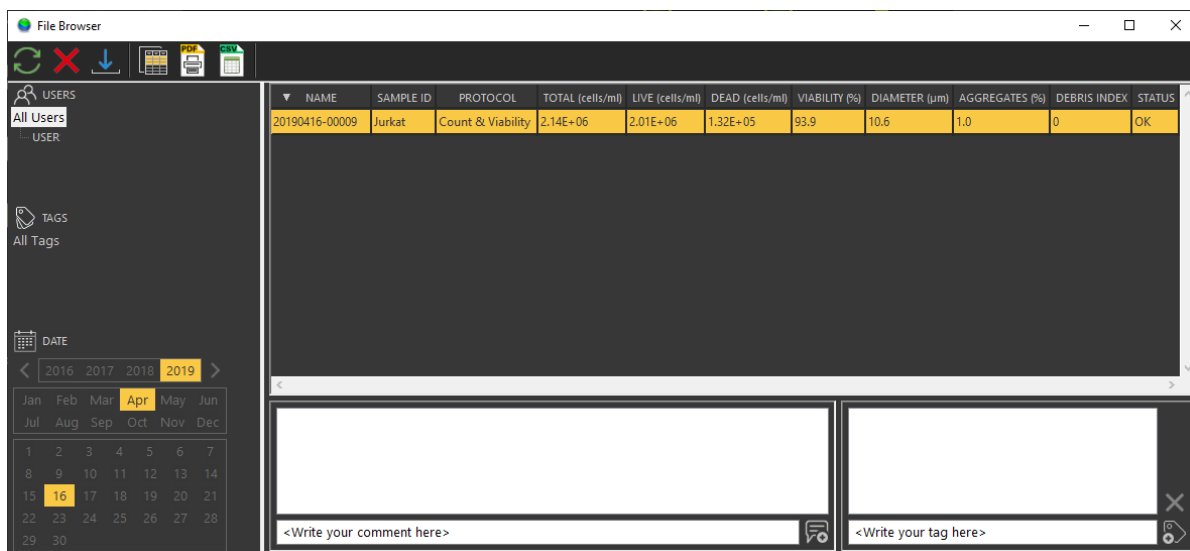 File Browser
PDF
CSV
USERS
All Users
USER
TAGS
All Tags
DATE
2016 2017 2018 2019
Jan Feb Mar Apr May Jun
Jul Aug Sep Oct Nov Dec
1 2 3 4 5 6 7
8 9 10 11 12 13 14
15 16 17 18 19 20 21
22 23 24 25 26 27 28
29 30
NAME SAMPLE ID PROTOCOL TOTAL (cells/ml) LIVE (cells/ml) DEAD (cells/ml) VIABILITY (%) DIAMETER (µm) AGGREGATES (%) DEBRIS INDEX STATUS
20190416-00009 Jurkat Count & Viability 2.14E+06 2.01E+06 1.32E+05 93.9 10.6 1.0 0 OK
<Write your comment here>
<Write your tag here>